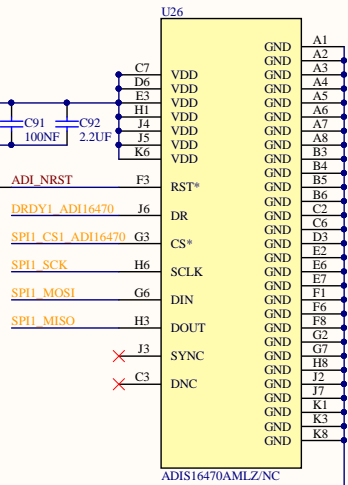 U26
C7 VDD GND A1
D6 VDD GND A2
E3 VDD GND A3
H1 VDD GND A4
J4 VDD GND A5
J5 VDD GND A6
K6 VDD GND A7
GND A8
GND B3
GND B4
C91 100NF
C92 2.2UF
ADI_NRST F3 RST* GND B5
GND B6
DRDY1_ADI16470 J6 DR GND C2
GND C6
SPI1_CS1_ADI16470 G3 CS* GND D3
GND E2
SPI1_SCK H6 SCLK GND E6
GND E7
SPI1_MOSI G6 DIN GND F1
GND F6
SPI1_MISO H3 DOUT GND F8
GND G2
J3 SYNC GND G7
GND H8
C3 DNC GND J2
GND J7
GND K1
GND K3
GND K8
ADIS16470AMLZ/NC